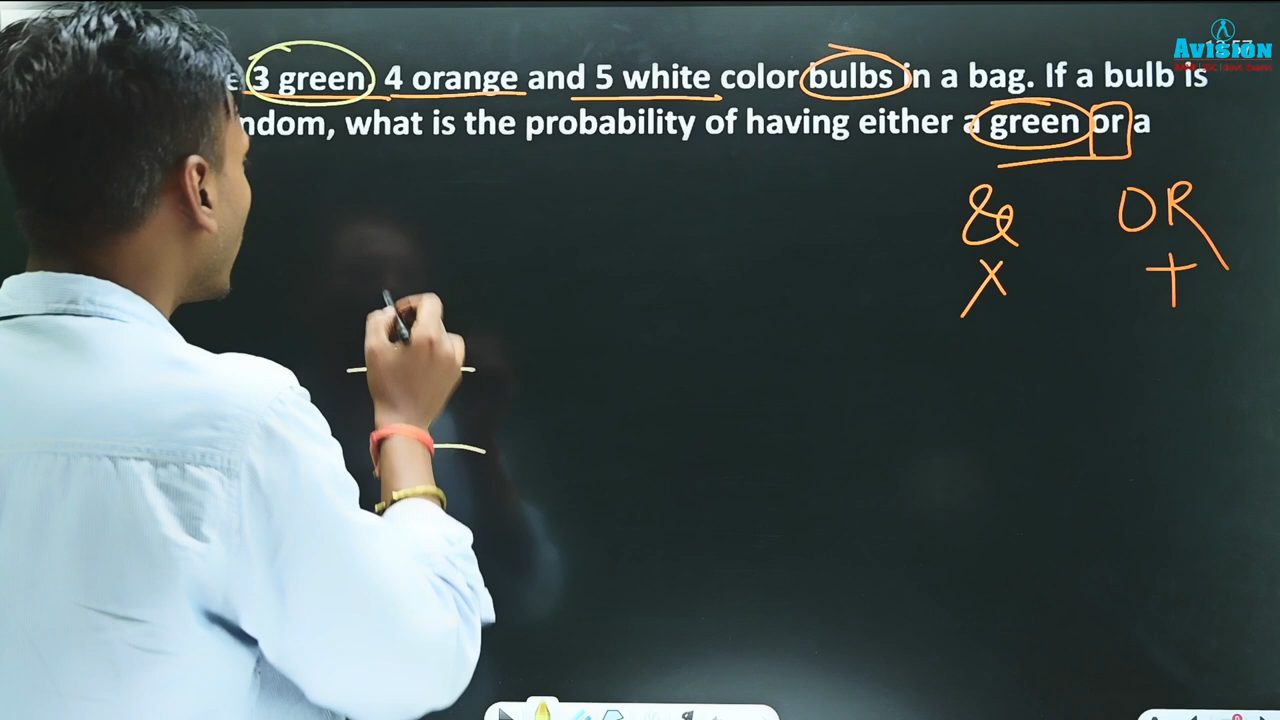 3 green, 4 orange and 5 white color bulbs in a bag. If a bulb is
ndom, what is the probability of having either a green or a
& OR
× +
AVISION